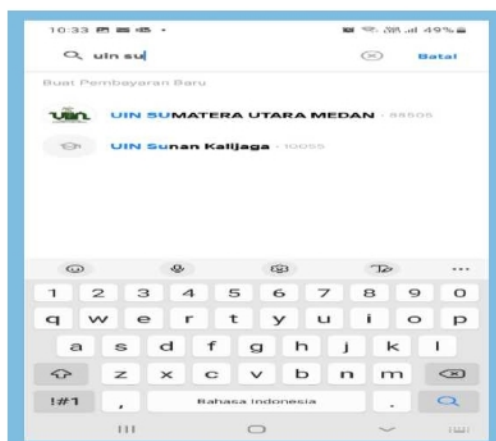 10:33
49%
uin su
Batal
Buat Pembayaran Baru
UIN SUMATERA UTARA MEDAN - 88505
UIN Sunan Kalijaga - 10055
1 2 3 4 5 6 7 8 9 0
q w e r t y u i o p
a s d f g h j k l
z x c v b n m
!#1 , Bahasa Indonesia .